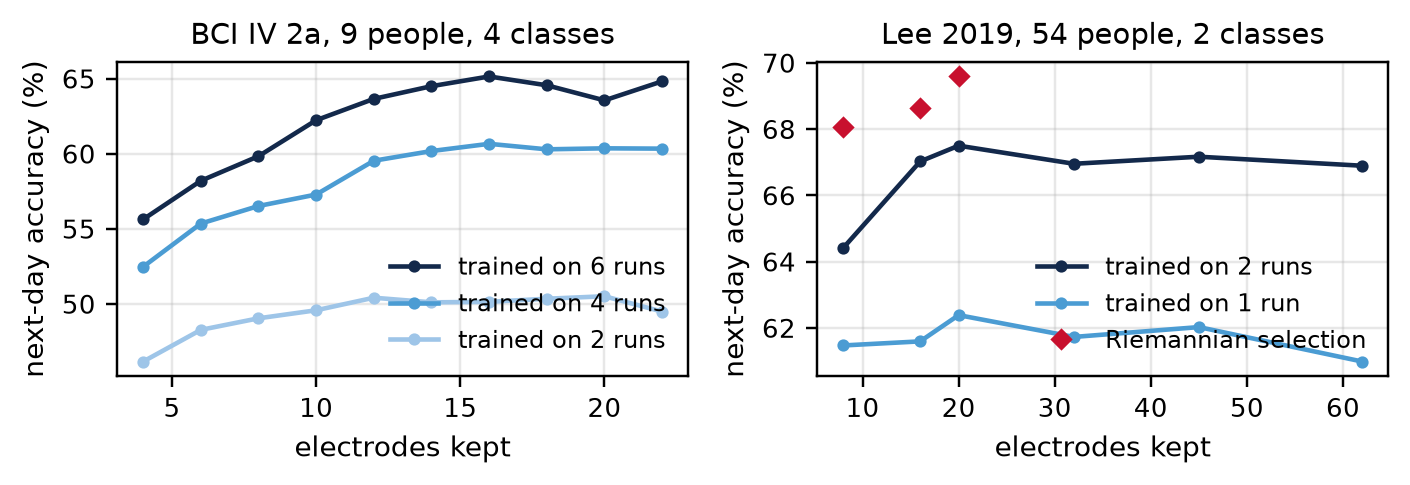 BCI IV 2a, 9 people, 4 classes
next-day accuracy (%)
65
60
55
50
trained on 6 runs
trained on 4 runs
trained on 2 runs
5 10 15 20
electrodes kept
Lee 2019, 54 people, 2 classes
next-day accuracy (%)
70
68
66
64
62
trained on 2 runs
trained on 1 run
Riemannian selection
10 20 30 40 50 60
electrodes kept